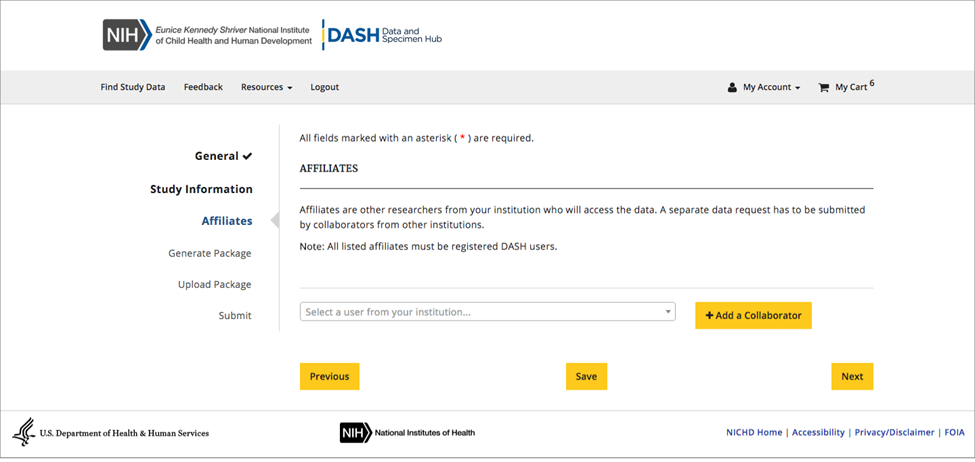 NIH Eunice Kennedy Shriver National Institute of Child Health and Human Development
DASH Data and Specimen Hub
Find Study Data Feedback Resources Logout My Account My Cart 6
General
Study Information
Affiliates
Generate Package
Upload Package
Submit
All fields marked with an asterisk ( * ) are required.
AFFILIATES
Affiliates are other researchers from your institution who will access the data. A separate data request has to be submitted
by collaborators from other institutions.
Note: All listed affiliates must be registered DASH users.
Select a user from your institution... + Add a Collaborator
Previous Save Next
U.S. Department of Health & Human Services NIH National Institutes of Health NICHD Home | Accessibility | Privacy/Disclaimer | FOIA